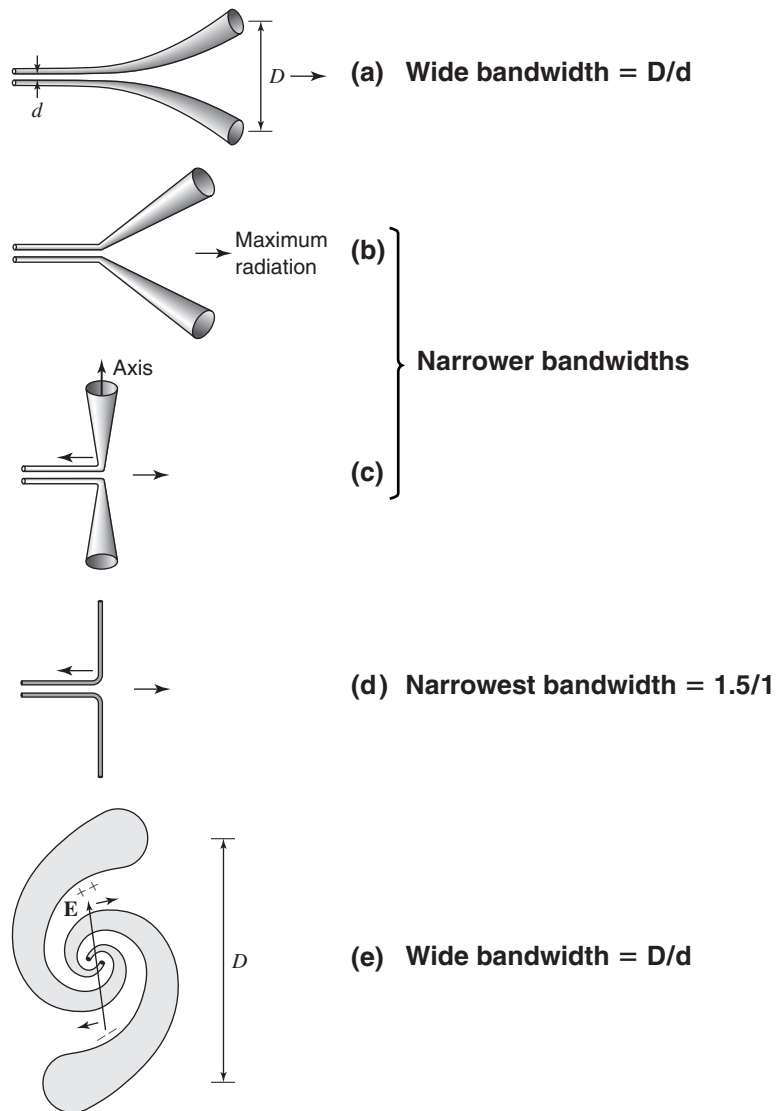 D
d
(a) Wide bandwidth = D/d
Maximum
radiation
(b)
Narrower bandwidths
Axis
(c)
(d) Narrowest bandwidth = 1.5/1
++
E
D
(e) Wide bandwidth = D/d
--